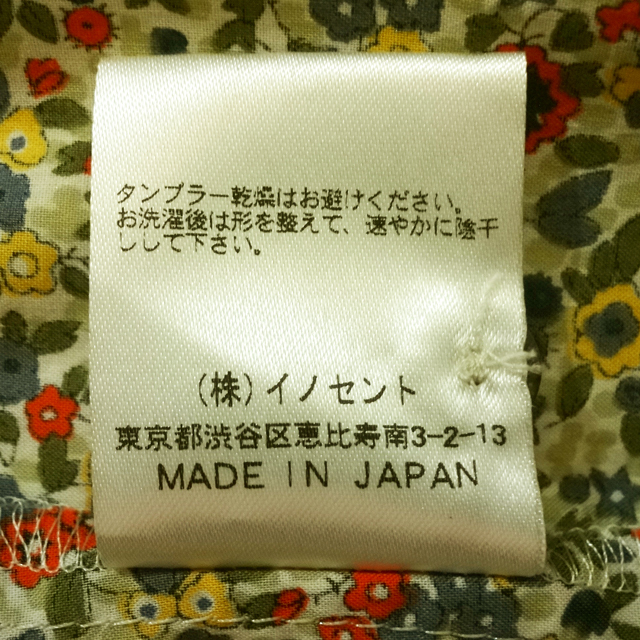 タンブラー乾燥はお避けください。
お洗濯後は形を整えて、速やかに陰干
ししして下さい。
(株)イノセント
東京都渋谷区恵比寿南3-2-13
MADE IN JAPAN